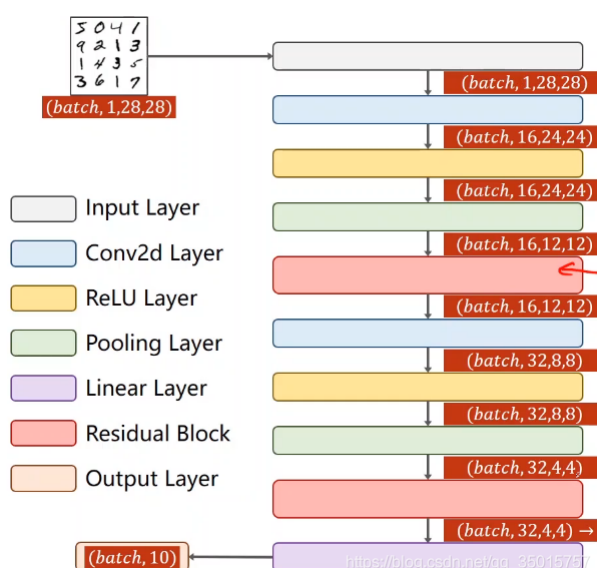 5 0 4 1
9 2 1 3
1 4 3 5
3 6 1 7
(batch, 1,28,28)
(batch, 1,28,28)
(batch, 16,24,24)
(batch, 16,24,24)
(batch, 16,12,12)
(batch, 16,12,12)
(batch, 32,8,8)
(batch, 32,8,8)
(batch, 32,4,4)
(batch, 32,4,4) →
Input Layer
Conv2d Layer
ReLU Layer
Pooling Layer
Linear Layer
Residual Block
Output Layer
(batch, 10)
https://blog.csdn.net/qq_35015757